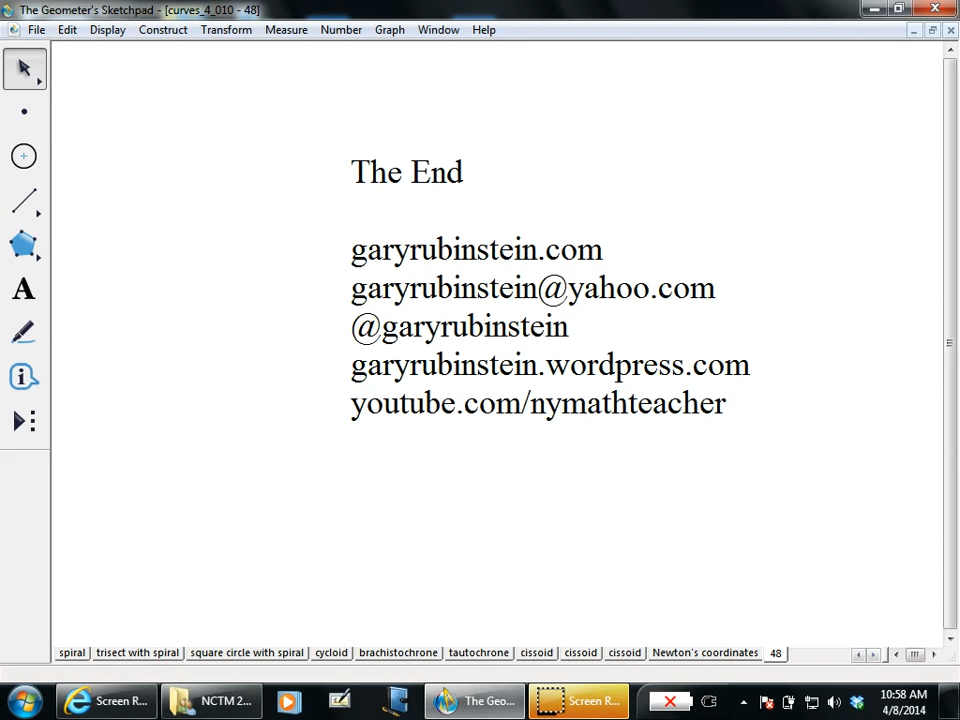 The Geometer's Sketchpad - [curves_4_010 - 48]
File Edit Display Construct Transform Measure Number Graph Window Help
The End
garyrubinstein.com
garyrubinstein@yahoo.com
@garyrubinstein
garyrubinstein.wordpress.com
youtube.com/nymathteacher
A
i
spiral trisect with spiral square circle with spiral cycloid brachistochrone tautochrone cissoid cissoid cissoid Newton's coordinates 48
Screen R... NCTM 2... The Geo... Screen R... 10:58 AM
4/8/2014